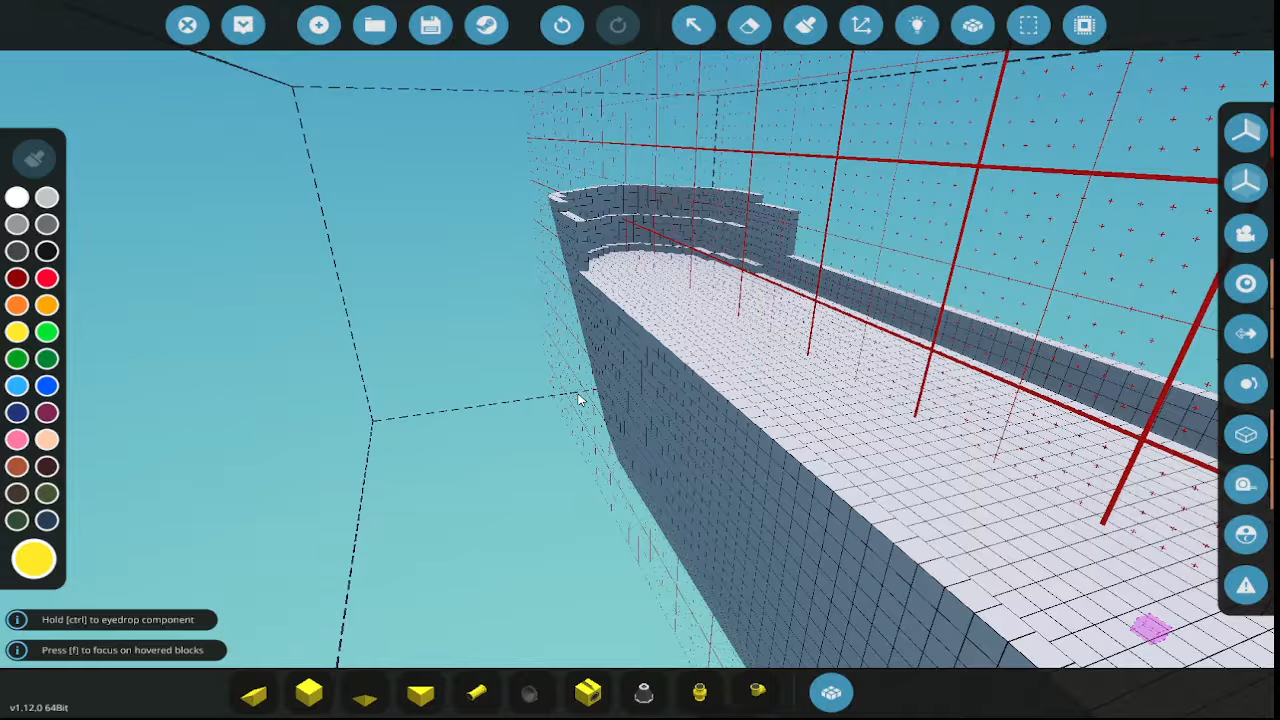 Hold [ctrl] to eyedrop component
Press [f] to focus on hovered blocks
v1.12.0 64Bit